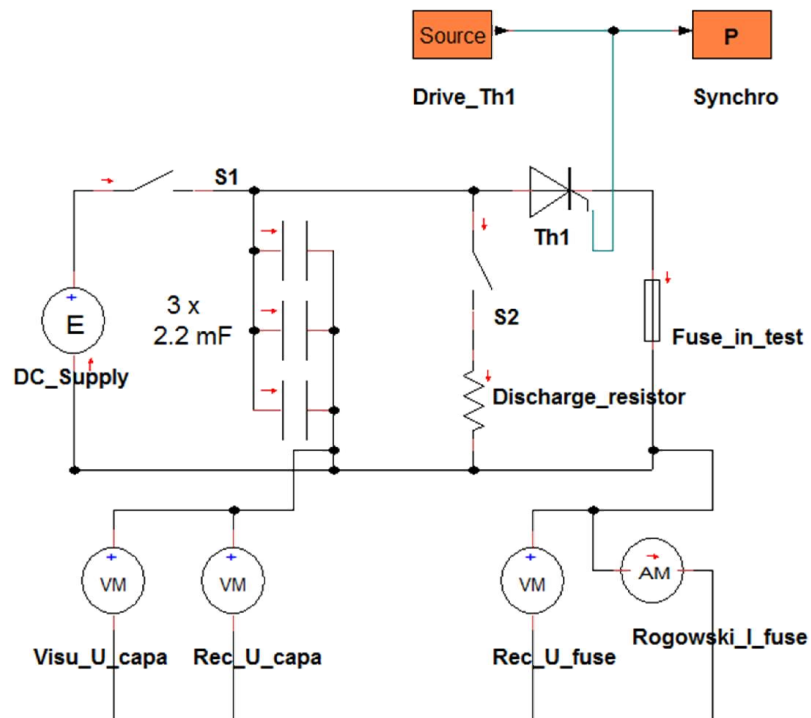 Source
P
Drive_Th1
Synchro
S1
Th1
3 x
2.2 mF
S2
E
Fuse_in_test
DC_Supply
Discharge_resistor
VM
VM
VM
AM
Visu_U_capa
Rec_U_capa
Rec_U_fuse
Rogowski_I_fuse